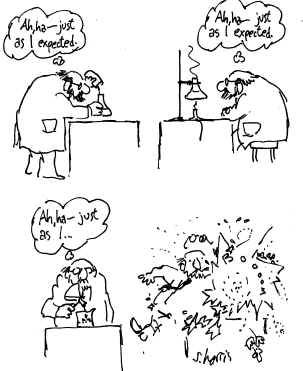 Ah, ha—just
as I expected.
Ah, ha—just
as I expected.
Ah, ha—just
as I...
s. harris